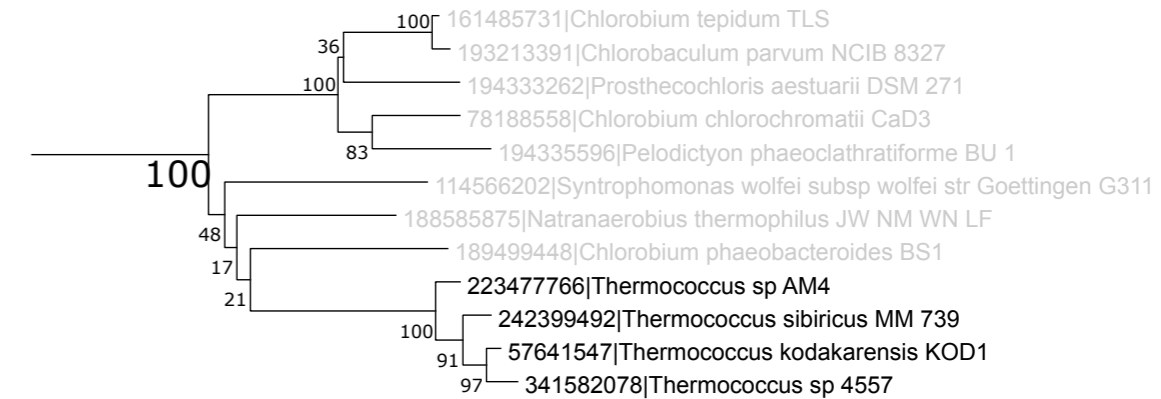 100 161485731|Chlorobium tepidum TLS
36
193213391|Chlorobaculum parvum NCIB 8327
100
194333262|Prosthecochloris aestuarii DSM 271
78188558|Chlorobium chlorochromatii CaD3
83
194335596|Pelodictyon phaeoclathratiforme BU 1
100
114566202|Syntrophomonas wolfei subsp wolfei str Goettingen G311
188585875|Natranaerobius thermophilus JW NM WN LF
48
189499448|Chlorobium phaeobacteroides BS1
17
223477766|Thermococcus sp AM4
21
242399492|Thermococcus sibiricus MM 739
100
57641547|Thermococcus kodakarensis KOD1
91
97 341582078|Thermococcus sp 4557